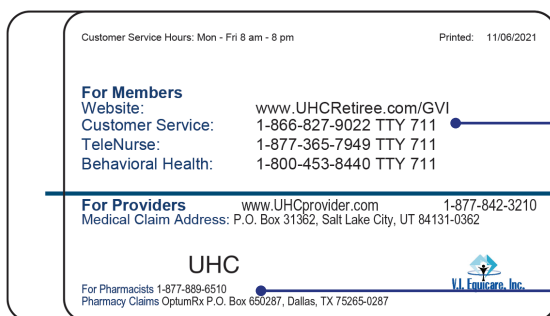 Customer Service Hours: Mon - Fri 8 am - 8 pm Printed: 11/06/2021
For Members
Website: www.UHCRetiree.com/GVI
Customer Service: 1-866-827-9022 TTY 711
TeleNurse: 1-877-365-7949 TTY 711
Behavioral Health: 1-800-453-8440 TTY 711
For Providers www.UHCprovider.com 1-877-842-3210
Medical Claim Address: P.O. Box 31362, Salt Lake City, UT 84131-0362
UHC
V.I. Equicare, Inc.
For Pharmacists 1-877-889-6510
Pharmacy Claims OptumRx P.O. Box 650287, Dallas, TX 75265-0287